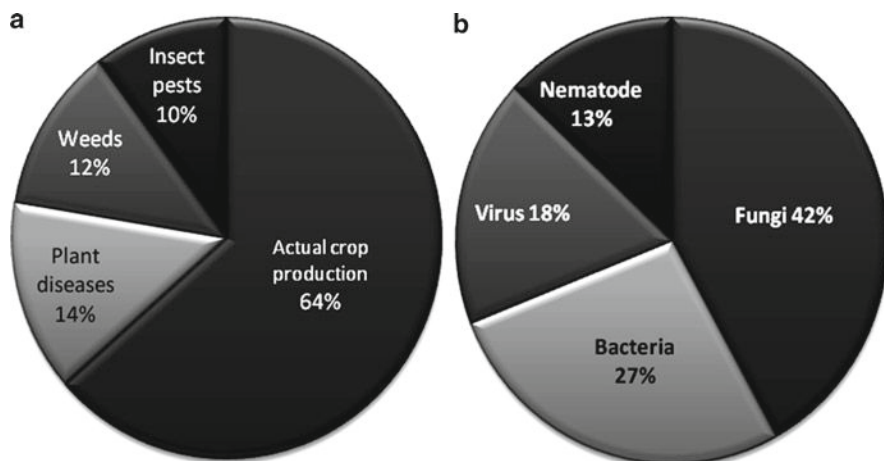 a
Insect
pests
10%
Weeds
12%
Plant
diseases
14%
Actual crop
production
64%
b
Nematode
13%
Virus 18%
Fungi 42%
Bacteria
27%